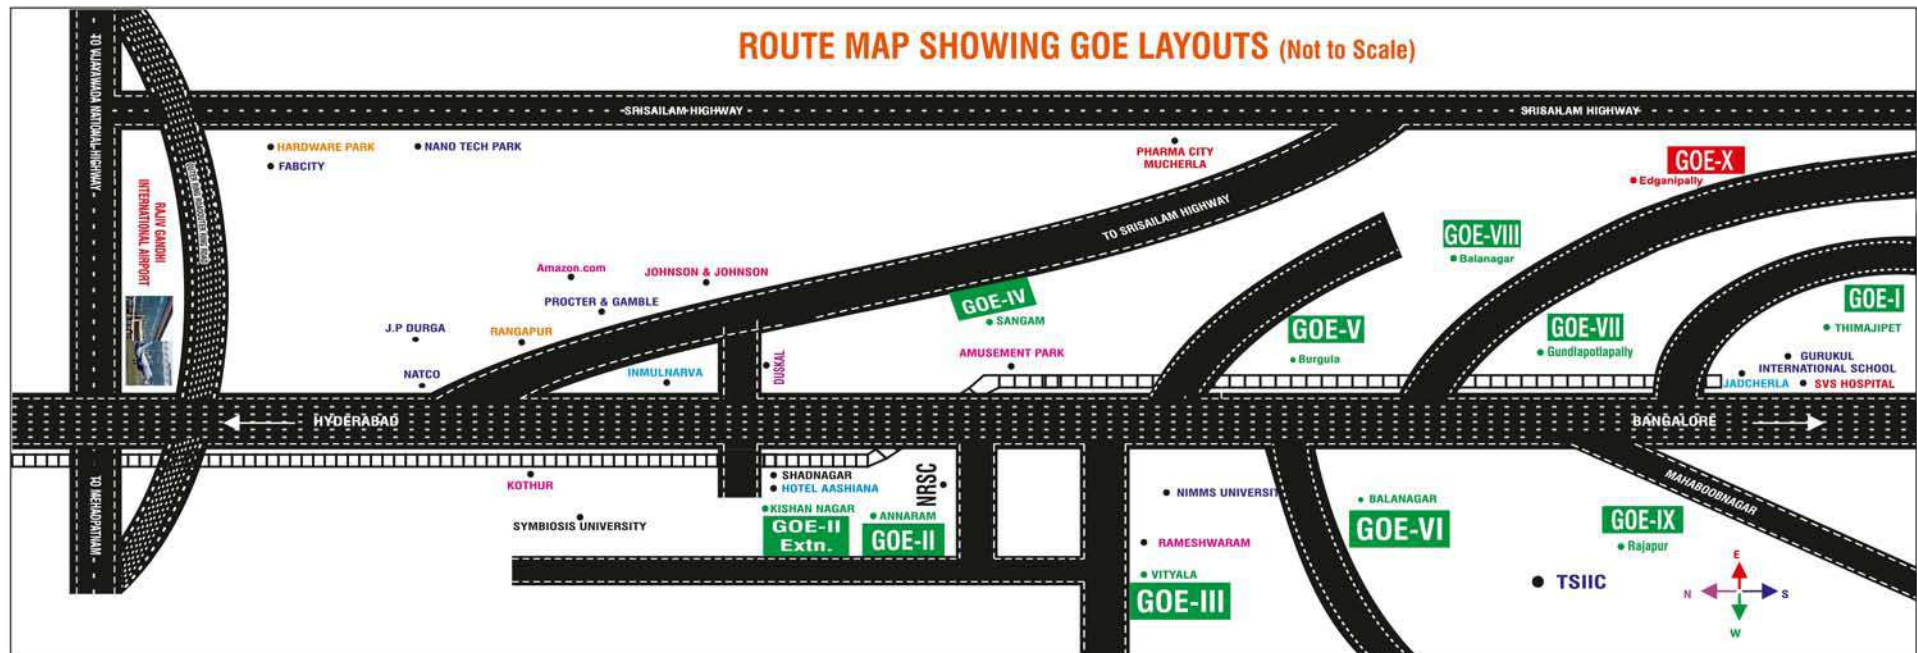 ROUTE MAP SHOWING GOE LAYOUTS (Not to Scale)
TO VIJAYAWADA NATIONAL HIGHWAY
SRISAILAM HIGHWAY
SRISAILAM HIGHWAY
HARDWARE PARK
NANO TECH PARK
FABCITY
PHARMA CITY
MUCHERLA
GOE-X
Edganipally
RAJIV GANDHI
INTERNATIONAL AIRPORT
TO SRISAILAM HIGHWAY
GOE-VIII
Balanagar
Amazon.com
JOHNSON & JOHNSON
PROCTER & GAMBLE
GOE-IV
SANGAM
GOE-I
THIMAJIPET
J.P DURGA
RANGAPUR
GOE-V
Burgula
GOE-VII
Gundlapotlapally
AMUSEMENT PARK
NATCO
INMULNARVA
DUSKAL
GURUKUL
INTERNATIONAL SCHOOL
JADCHERLA
SVS HOSPITAL
HYDERABAD
BANGALORE
TO MEHADPATNAM
KOTHUR
SHADNAGAR
HOTEL AASHIANA
NRSC
KISHAN NAGAR
ANNARAM
GOE-II
Extn.
GOE-II
SYMBIOSIS UNIVERSITY
NIMMS UNIVERSIT
BALANAGAR
GOE-VI
MAHABOOBNAGAR
GOE-IX
Rajapur
RAMESHWARAM
VITYALA
GOE-III
TSIIC
E
N
S
W